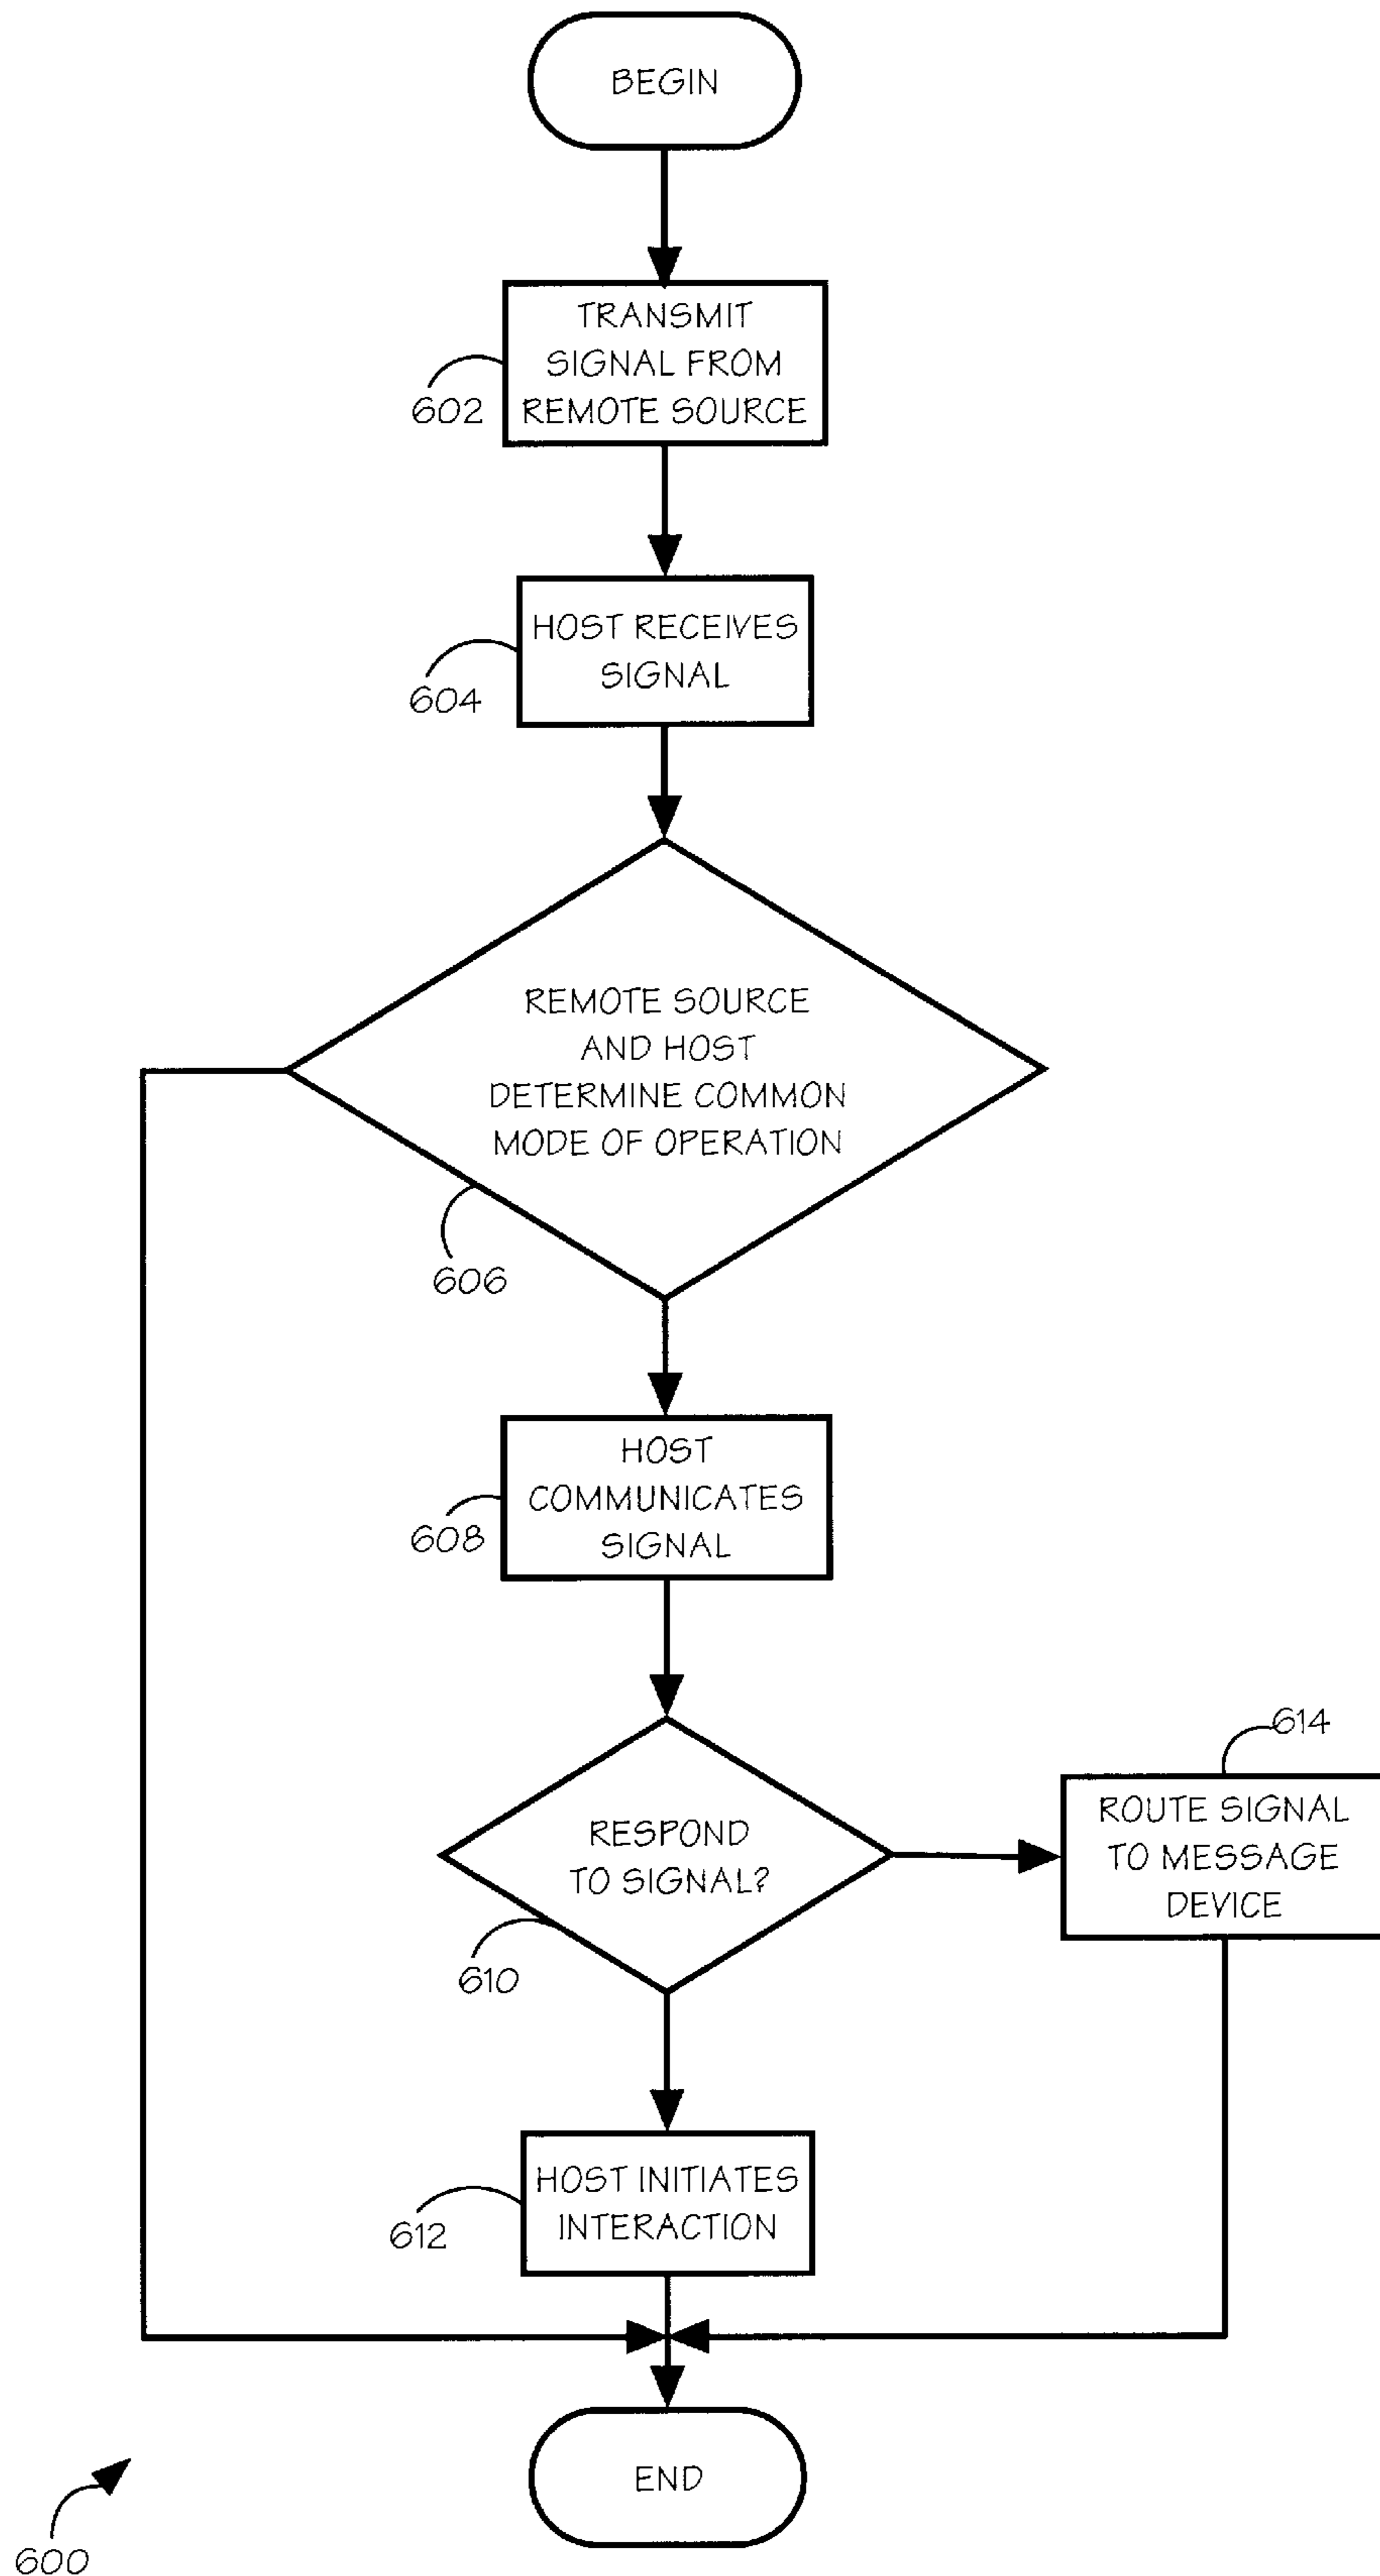 BEGIN
TRANSMIT
SIGNAL FROM
REMOTE SOURCE
602
HOST RECEIVES
SIGNAL
604
REMOTE SOURCE
AND HOST
DETERMINE COMMON
MODE OF OPERATION
606
HOST
COMMUNICATES
SIGNAL
608
614
ROUTE SIGNAL
TO MESSAGE
DEVICE
RESPOND
TO SIGNAL?
610
HOST INITIATES
INTERACTION
612
END
600